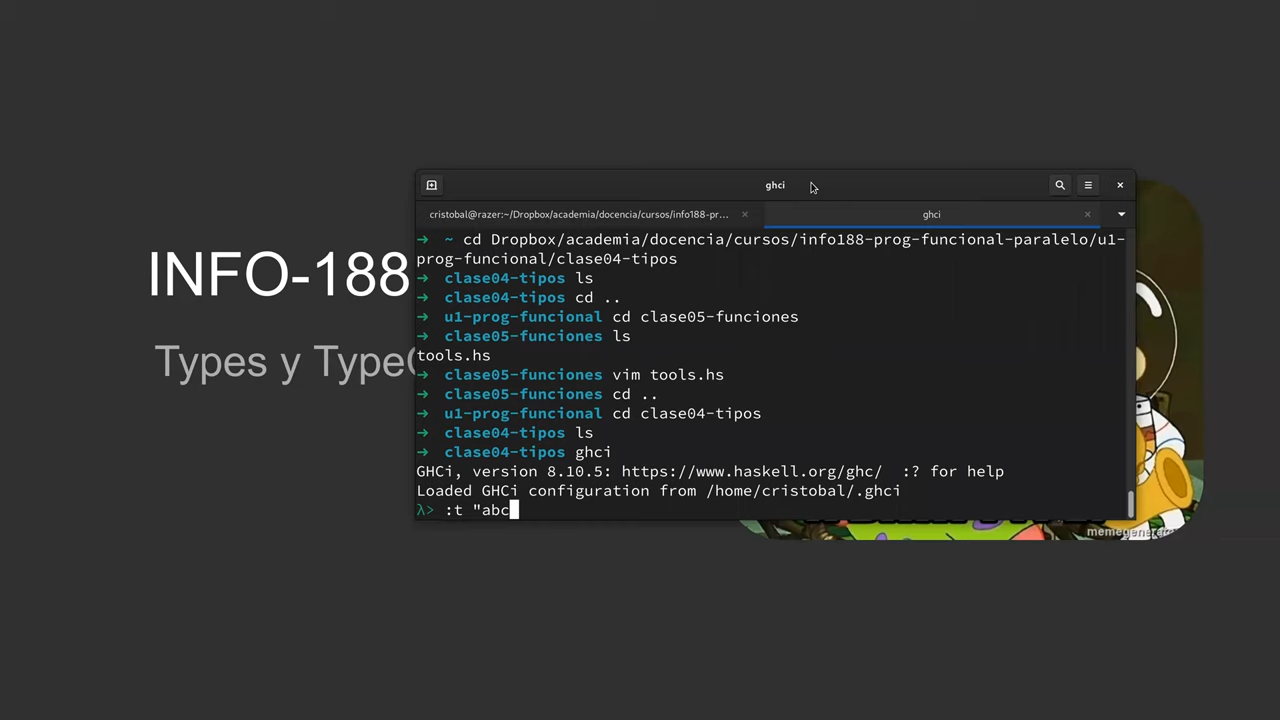 INFO-188
Types y Type
ghci
cristobal@razer:~/Dropbox/academia/docencia/cursos/info188-pr...
ghci
➜ ~ cd Dropbox/academia/docencia/cursos/info188-prog-funcional-paralelo/u1-
prog-funcional/clase04-tipos
➜ clase04-tipos ls
➜ clase04-tipos cd ..
➜ u1-prog-funcional cd clase05-funciones
➜ clase05-funciones ls
tools.hs
➜ clase05-funciones vim tools.hs
➜ clase05-funciones cd ..
➜ u1-prog-funcional cd clase04-tipos
➜ clase04-tipos ls
➜ clase04-tipos ghci
GHCi, version 8.10.5: https://www.haskell.org/ghc/  :? for help
Loaded GHCi configuration from /home/cristobal/.ghci
λ> :t "abc